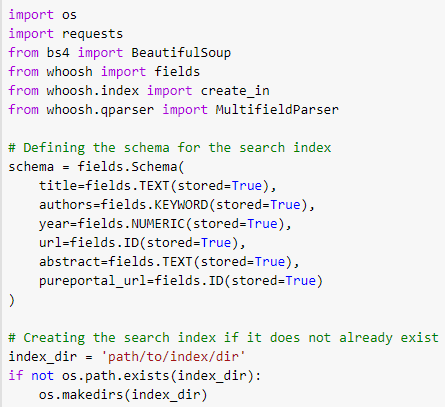 import os
import requests
from bs4 import BeautifulSoup
from whoosh import fields
from whoosh.index import create_in
from whoosh.qparser import MultifieldParser

# Defining the schema for the search index
schema = fields.Schema(
    title=fields.TEXT(stored=True),
    authors=fields.KEYWORD(stored=True),
    year=fields.NUMERIC(stored=True),
    url=fields.ID(stored=True),
    abstract=fields.TEXT(stored=True),
    pureportal_url=fields.ID(stored=True)
)

# Creating the search index if it does not already exist
index_dir = 'path/to/index/dir'
if not os.path.exists(index_dir):
    os.makedirs(index_dir)